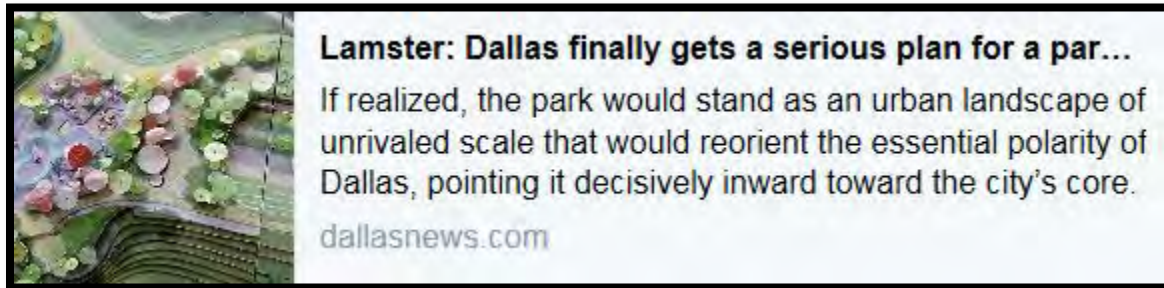 Lamster: Dallas finally gets a serious plan for a par...
If realized, the park would stand as an urban landscape of
unrivaled scale that would reorient the essential polarity of
Dallas, pointing it decisively inward toward the city’s core.
dallasnews.com